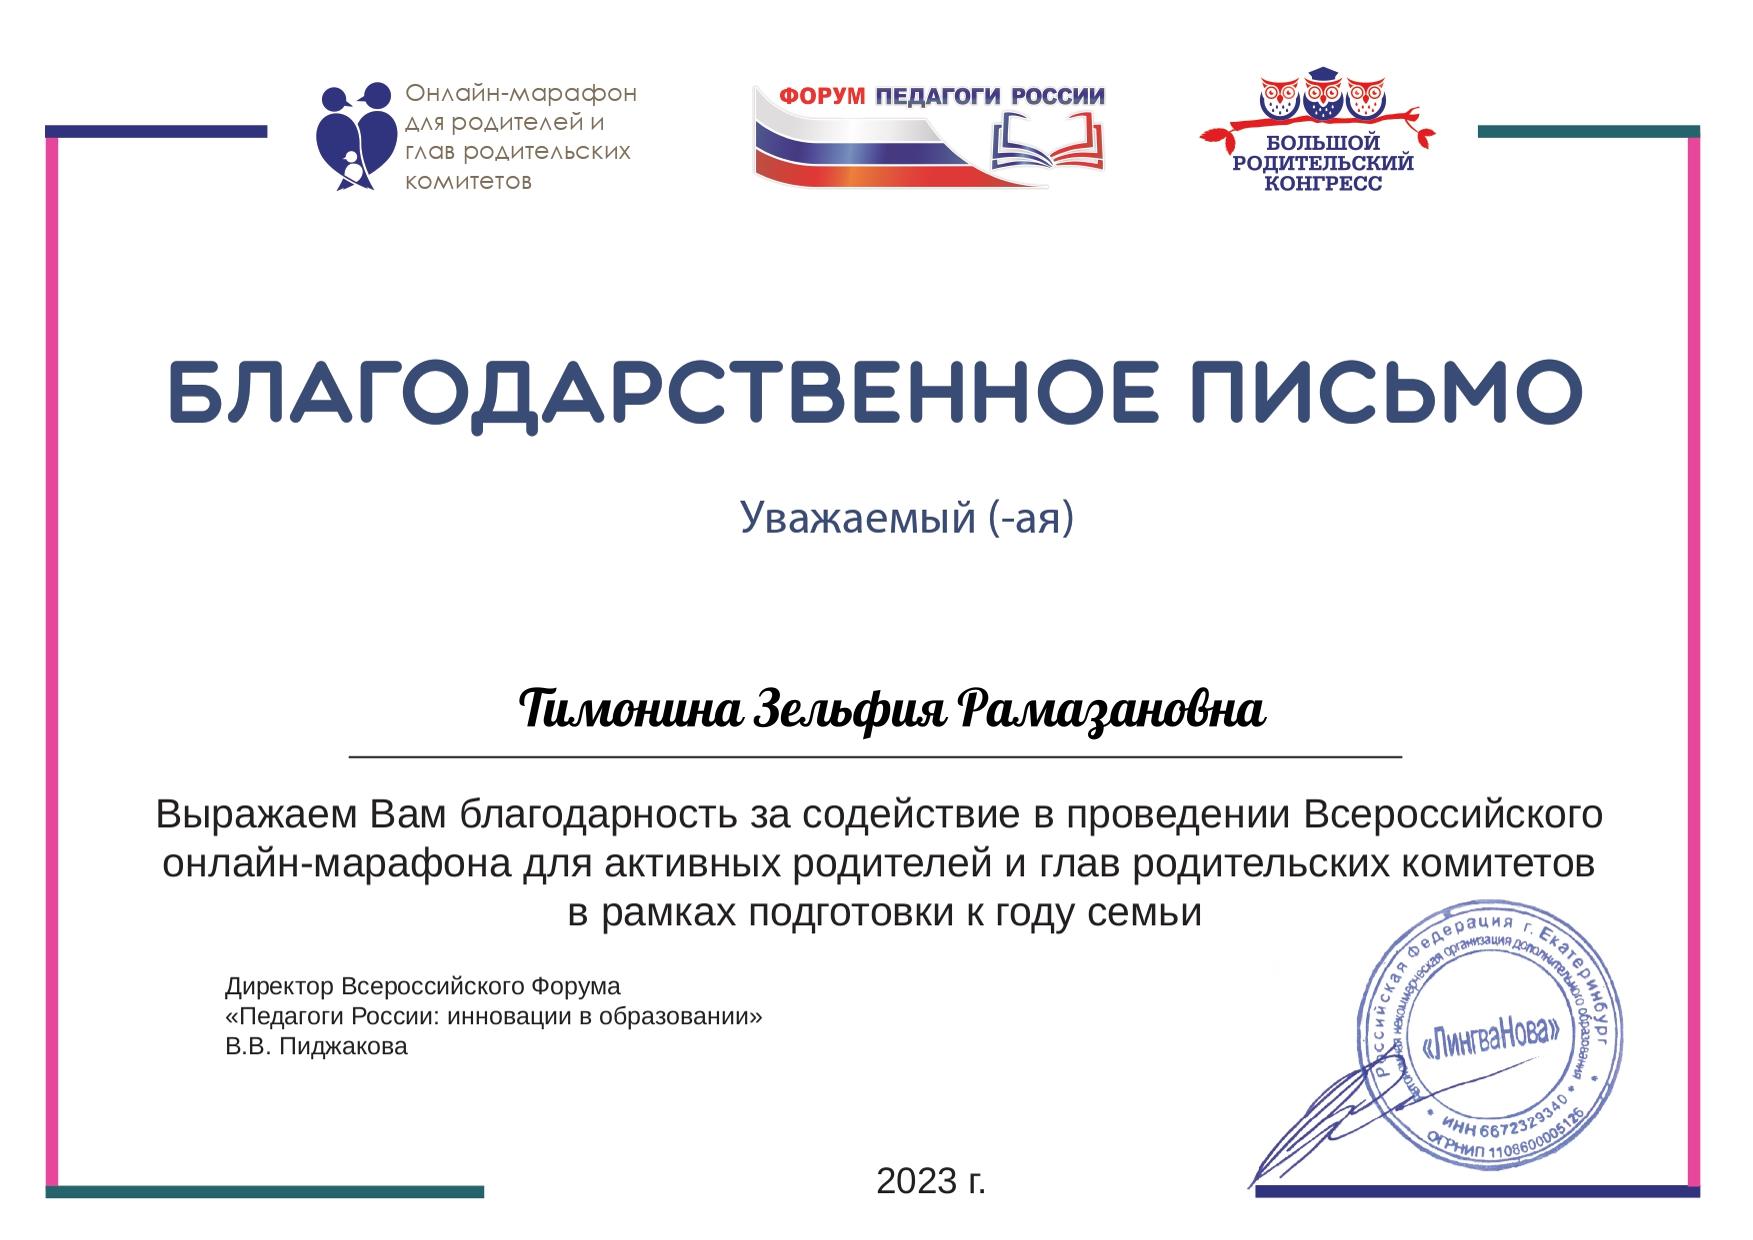 Онлайн-марафон
для родителей и
глав родительских
комитетов
ФОРУМ ПЕДАГОГИ РОССИИ
БОЛЬШОЙ
РОДИТЕЛЬСКИЙ
КОНГРЕСС
БЛАГОДАРСТВЕННОЕ ПИСЬМО
Уважаемый (-ая)
Тимонина Зельфия Рамазановна
Выражаем Вам благодарность за содействие в проведении Всероссийского
онлайн-марафона для активных родителей и глав родительских комитетов
в рамках подготовки к году семьи
Директор Всероссийского Форума
«Педагоги России: инновации в образовании»
В.В. Пиджакова
Российская Федерация г. Екатеринбург
Автономная некоммерческая организация дополнительного образования
«ЛингваНова»
ИНН 6672329340
ОГРНИП 1108600005126
2023 г.